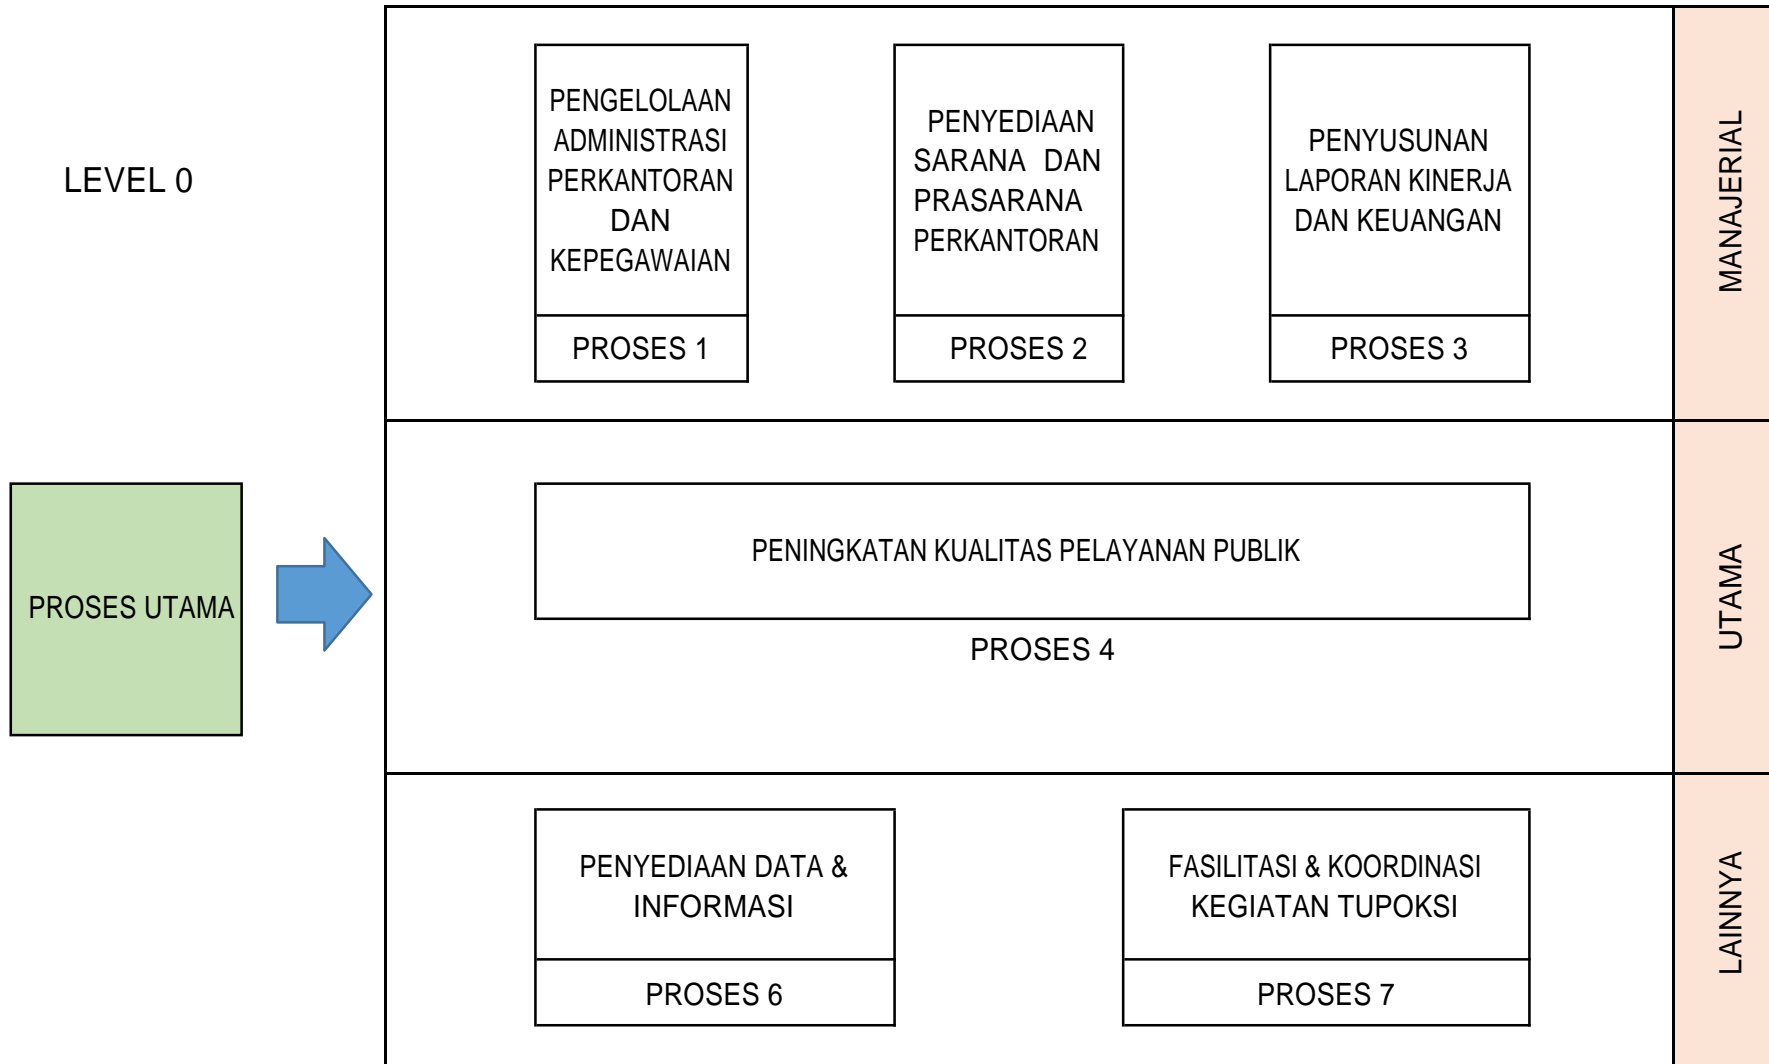 LEVEL 0
PENGELOLAAN
ADMINISTRASI
PERKANTORAN
DAN
KEPEGAWAIAN
PROSES 1
PENYEDIAAN
SARANA DAN
PRASARANA
PERKANTORAN
PROSES 2
PENYUSUNAN
LAPORAN KINERJA
DAN KEUANGAN
PROSES 3
MANAJERIAL
PROSES UTAMA
PENINGKATAN KUALITAS PELAYANAN PUBLIK
PROSES 4
UTAMA
PENYEDIAAN DATA &
INFORMASI
PROSES 6
FASILITASI & KOORDINASI
KEGIATAN TUPOKSI
PROSES 7
LAINNYA